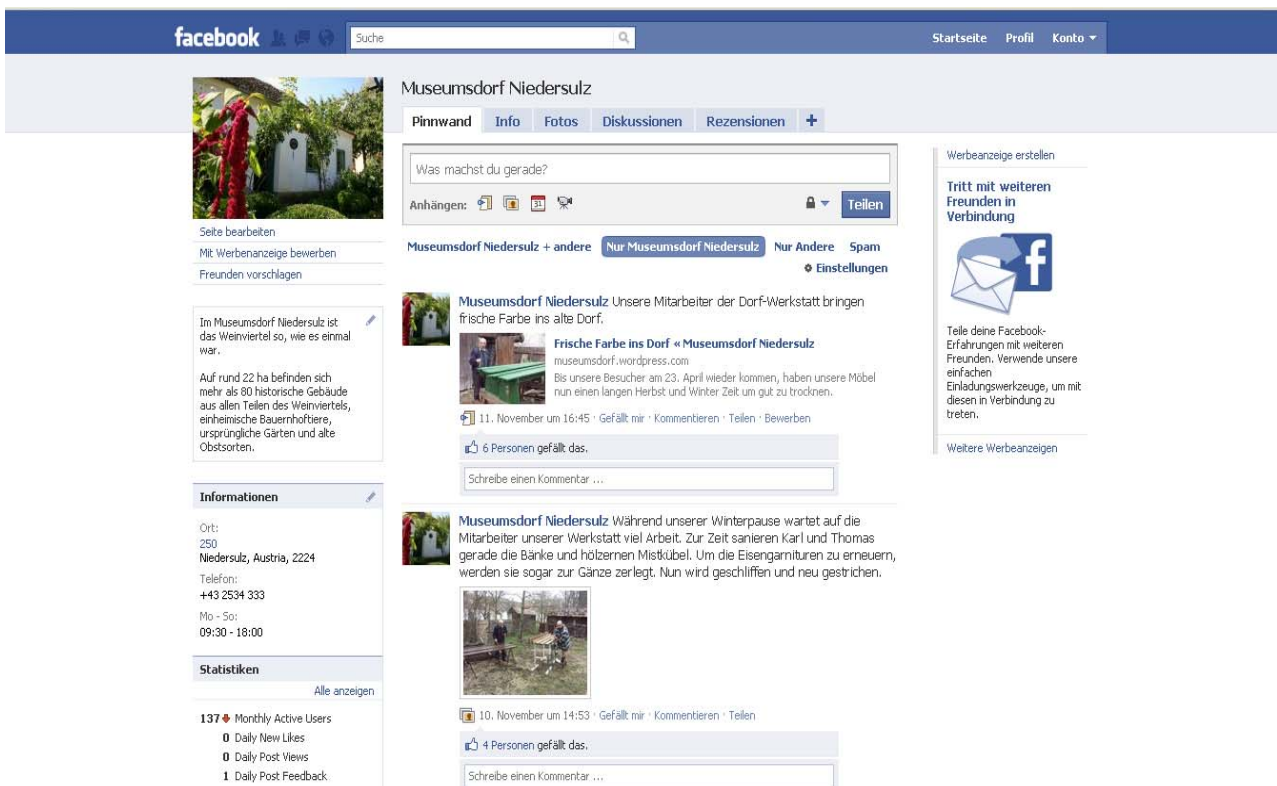 facebook
Suche
Startseite Profil Konto
Museumsdorf Niedersulz
Pinnwand Info Fotos Diskussionen Rezensionen +
Was machst du gerade?
Anhängen: 31 Teilen
Museumsdorf Niedersulz + andere Nur Museumsdorf Niedersulz Nur Andere Spam
Einstellungen
Seite bearbeiten
Mit Werbenanzeige bewerben
Freunden vorschlagen
Im Museumsdorf Niedersulz ist
das Weinviertel so, wie es einmal
war.
Auf rund 22 ha befinden sich
mehr als 80 historische Gebäude
aus allen Teilen des Weinviertels,
einheimische Bauernhoftiere,
ursprüngliche Gärten und alte
Obstsorten.
Informationen
Ort:
250
Niedersulz, Austria, 2224
Telefon:
+43 2534 333
Mo - So:
09:30 - 18:00
Statistiken
Alle anzeigen
137 Monthly Active Users
0 Daily New Likes
0 Daily Post Views
1 Daily Post Feedback
Museumsdorf Niedersulz Unsere Mitarbeiter der Dorf-Werkstatt bringen
frische Farbe ins alte Dorf.
Frische Farbe ins Dorf « Museumsdorf Niedersulz
museumsdorf.wordpress.com
Bis unsere Besucher am 23. April wieder kommen, haben unsere Möbel
nun einen langen Herbst und Winter Zeit um gut zu trocknen.
11. November um 16:45 · Gefällt mir · Kommentieren · Teilen · Bewerben
6 Personen gefällt das.
Schreibe einen Kommentar ...
Museumsdorf Niedersulz Während unserer Winterpause wartet auf die
Mitarbeiter unserer Werkstatt viel Arbeit. Zur Zeit sanieren Karl und Thomas
gerade die Bänke und hölzernen Mistkübel. Um die Eisengarnituren zu erneuern,
werden sie sogar zur Gänze zerlegt. Nun wird geschliffen und neu gestrichen.
10. November um 14:53 · Gefällt mir · Kommentieren · Teilen
4 Personen gefällt das.
Schreibe einen Kommentar ...
Werbeanzeige erstellen
Tritt mit weiteren
Freunden in
Verbindung
f
Teile deine Facebook-
Erfahrungen mit weiteren
Freunden. Verwende unsere
einfachen
Einladungswerkzeuge, um mit
diesen in Verbindung zu
treten.
Weitere Werbeanzeigen